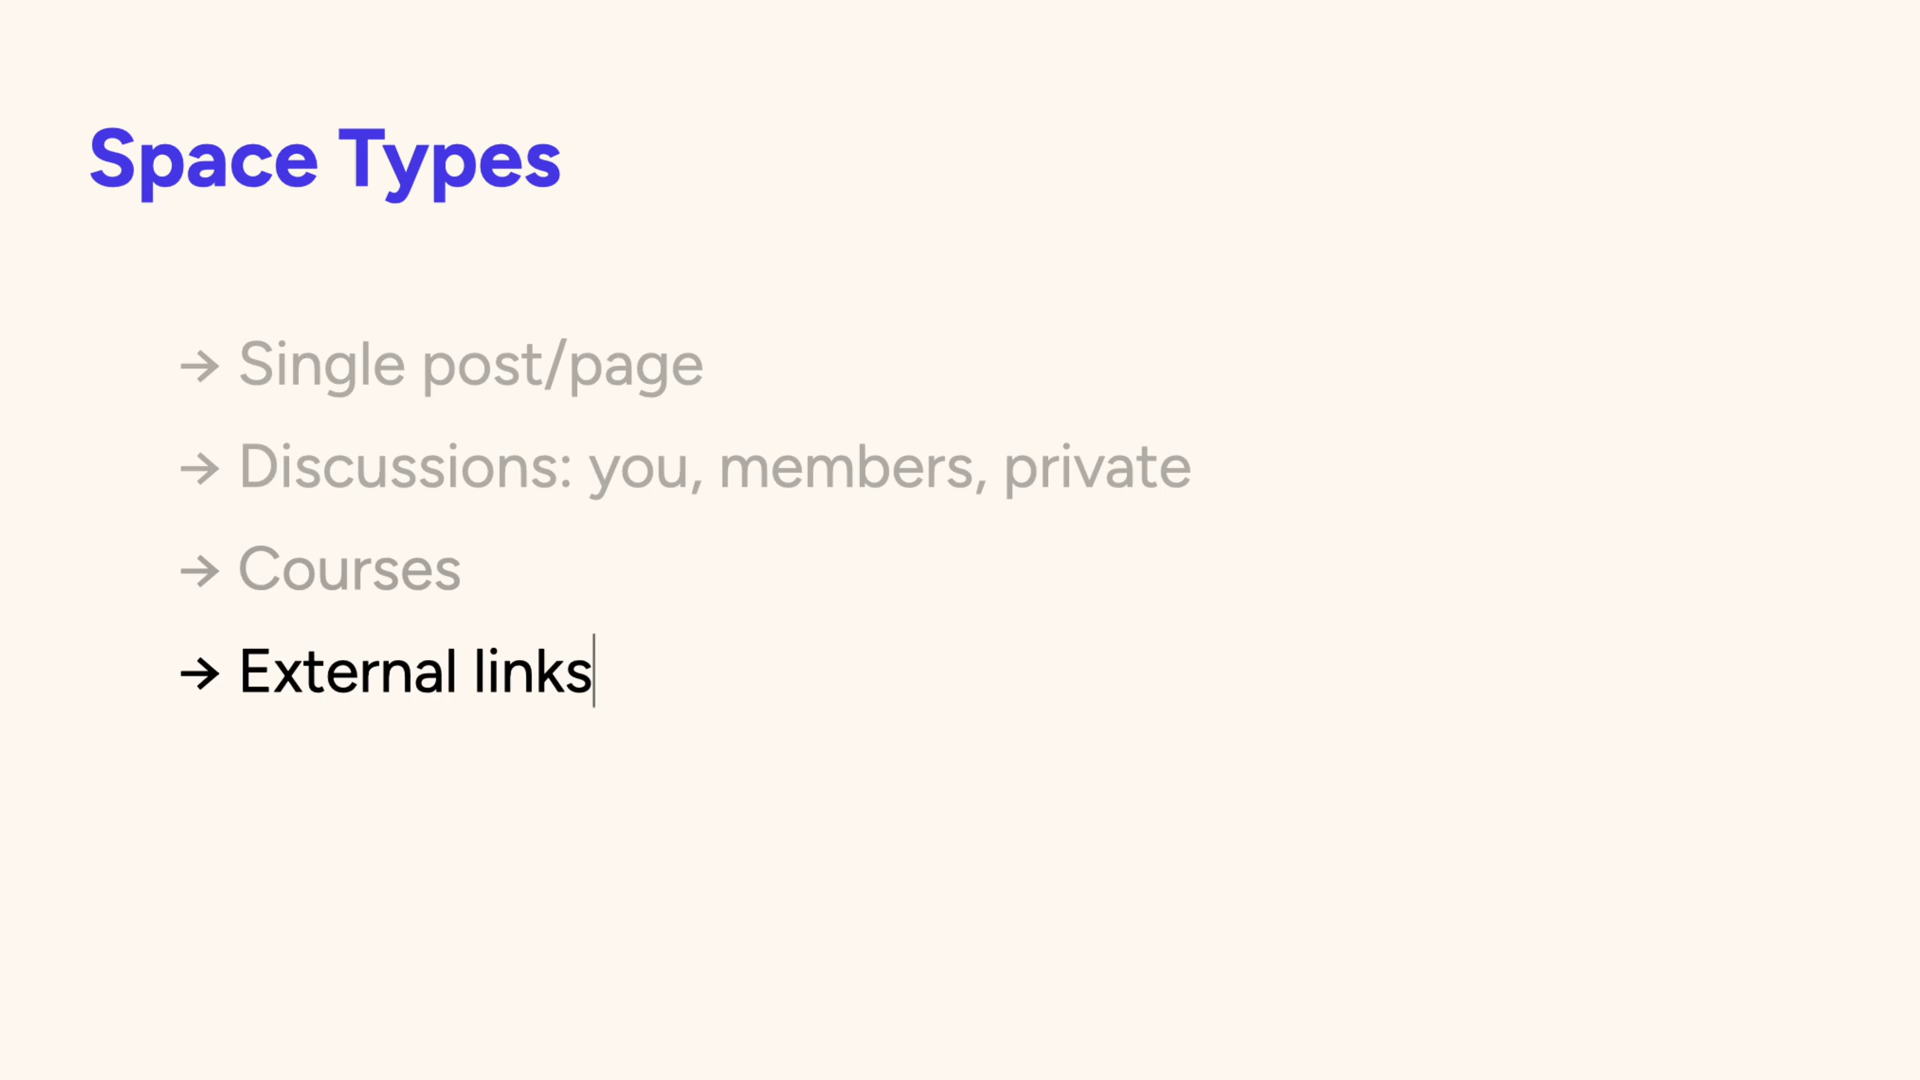 Space Types
→ Single post/page
→ Discussions: you, members, private
→ Courses
→ External links